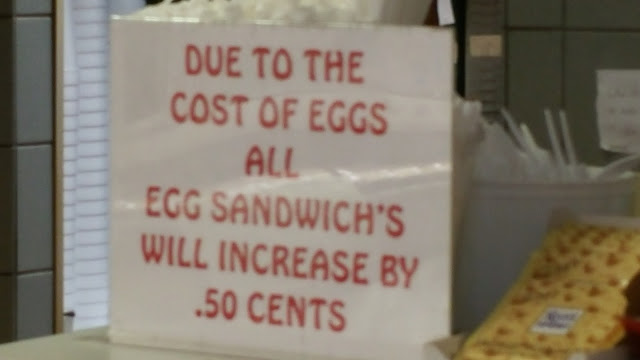 DUE TO THE
COST OF EGGS
ALL
EGG SANDWICH'S
WILL INCREASE BY
.50 CENTS